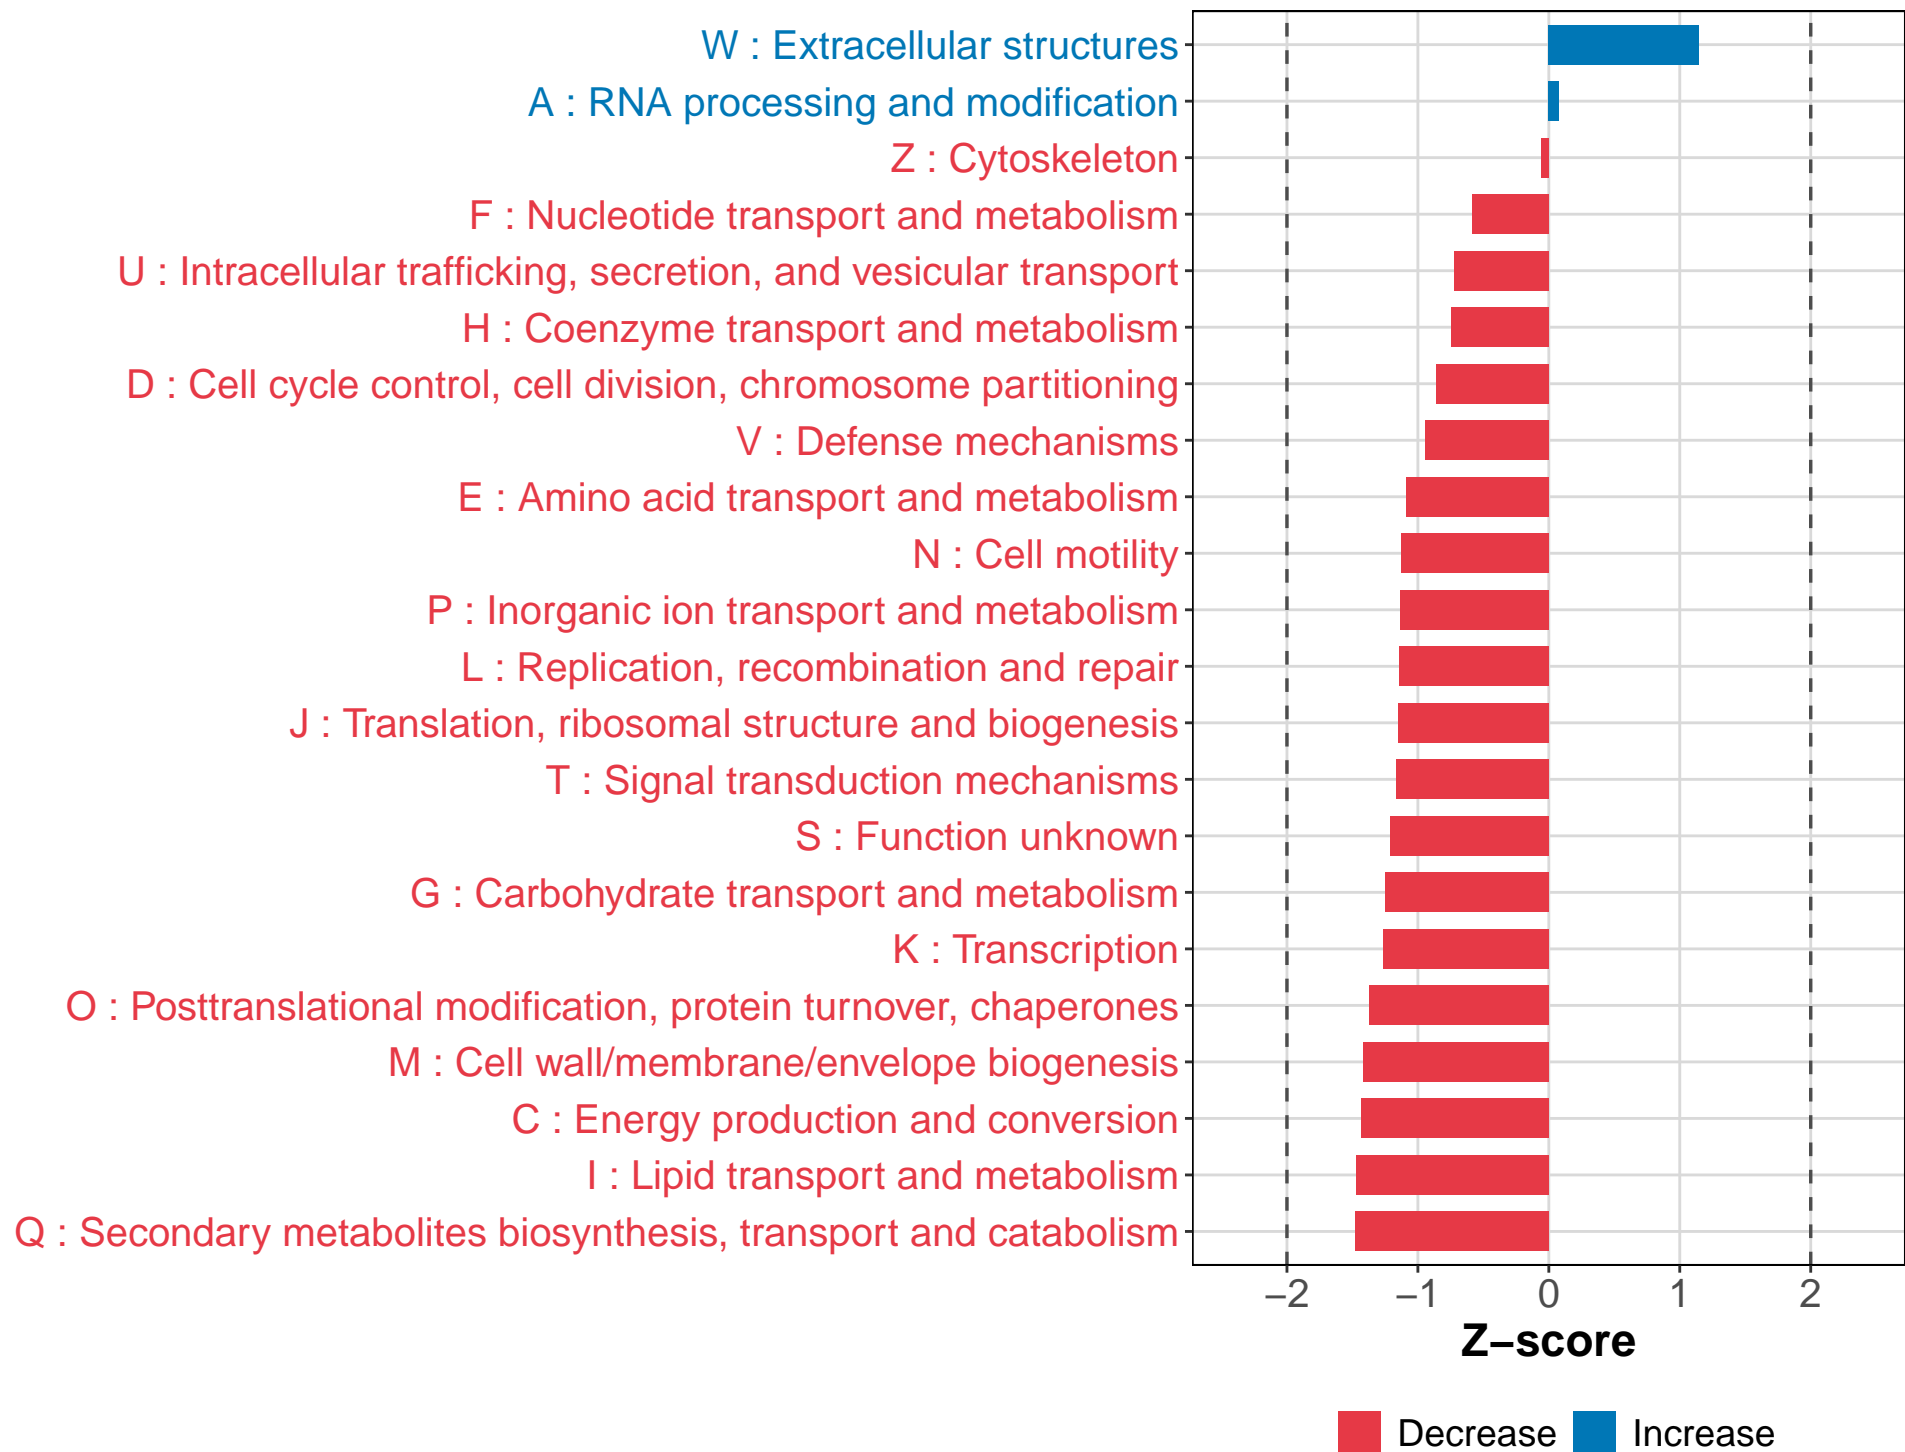 W : Extracellular structures
A : RNA processing and modification
Z : Cytoskeleton
F : Nucleotide transport and metabolism
U : Intracellular trafficking, secretion, and vesicular transport
H : Coenzyme transport and metabolism
D : Cell cycle control, cell division, chromosome partitioning
V : Defense mechanisms
E : Amino acid transport and metabolism
N : Cell motility
P : Inorganic ion transport and metabolism
L : Replication, recombination and repair
J : Translation, ribosomal structure and biogenesis
T : Signal transduction mechanisms
S : Function unknown
G : Carbohydrate transport and metabolism
K : Transcription
O : Posttranslational modification, protein turnover, chaperones
M : Cell wall/membrane/envelope biogenesis
C : Energy production and conversion
I : Lipid transport and metabolism
Q : Secondary metabolites biosynthesis, transport and catabolism
−2 −1 0 1 2
Z−score
Decrease Increase